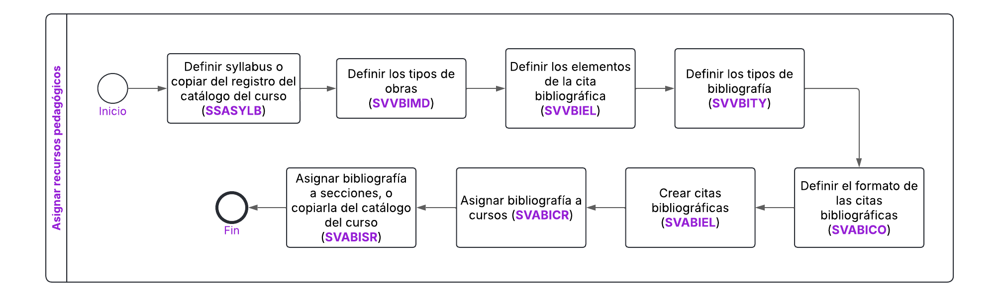 Asignar recursos pedagógicos
Inicio
Definir syllabus o
copiar del registro del
catálogo del curso
(SSASYLB)
Definir los tipos de
obras
(SVVBIMD)
Definir los elementos
de la cita
bibliográfica
(SVVBIEL)
Definir los tipos de
bibliografía
(SVVBITY)
Definir el formato de
las citas
bibliográficas
(SVABICO)
Crear citas
bibliográficas
(SVABIEL)
Asignar bibliografía a
cursos (SVABICR)
Asignar bibliografía
a secciones, o
copiarla del catálogo
del curso
(SVABISR)
Fin